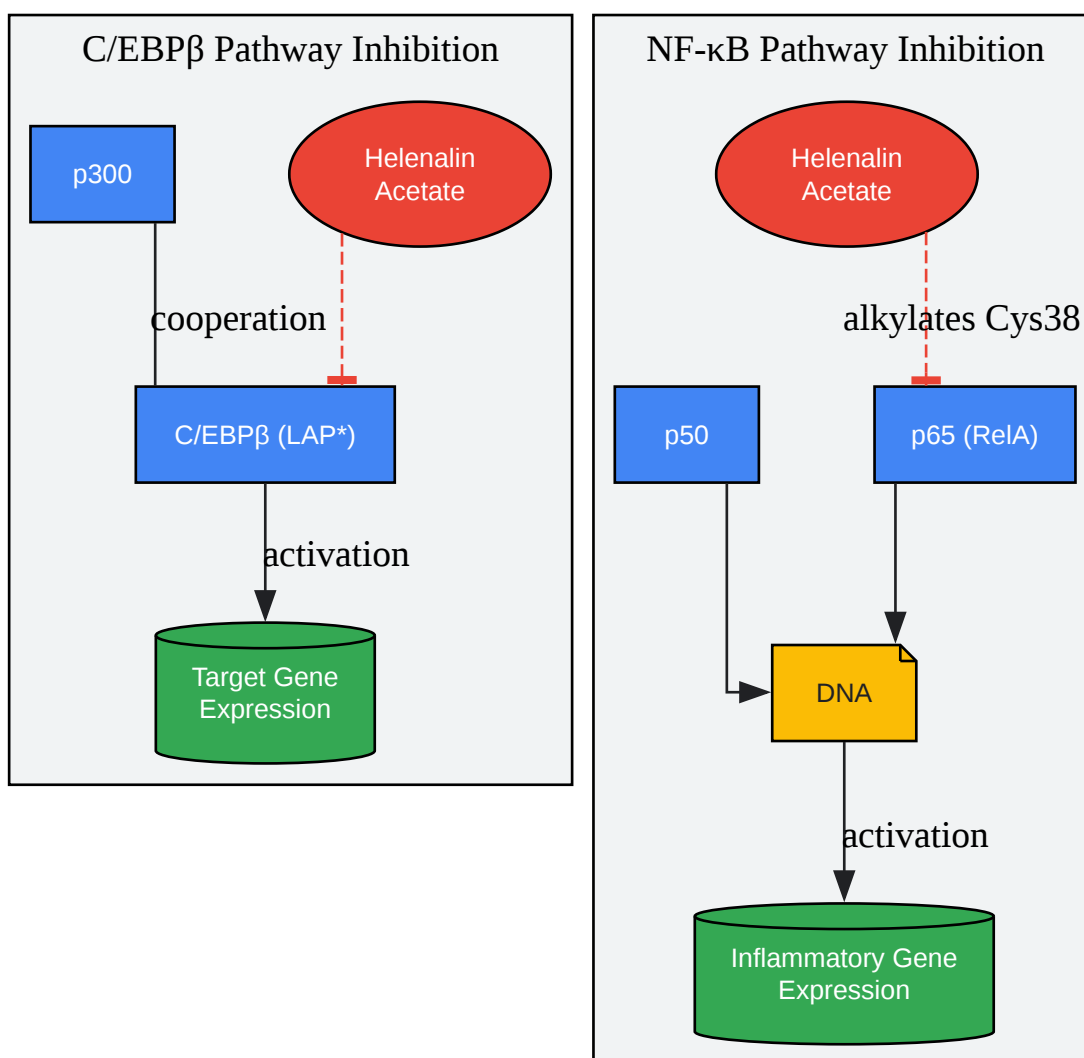 C/EBPβ Pathway Inhibition
p300
Helenalin
Acetate
cooperation
C/EBPβ (LAP*)
activation
Target Gene
Expression
NF-κB Pathway Inhibition
Helenalin
Acetate
alkylates Cys38
p50
p65 (RelA)
DNA
activation
Inflammatory Gene
Expression